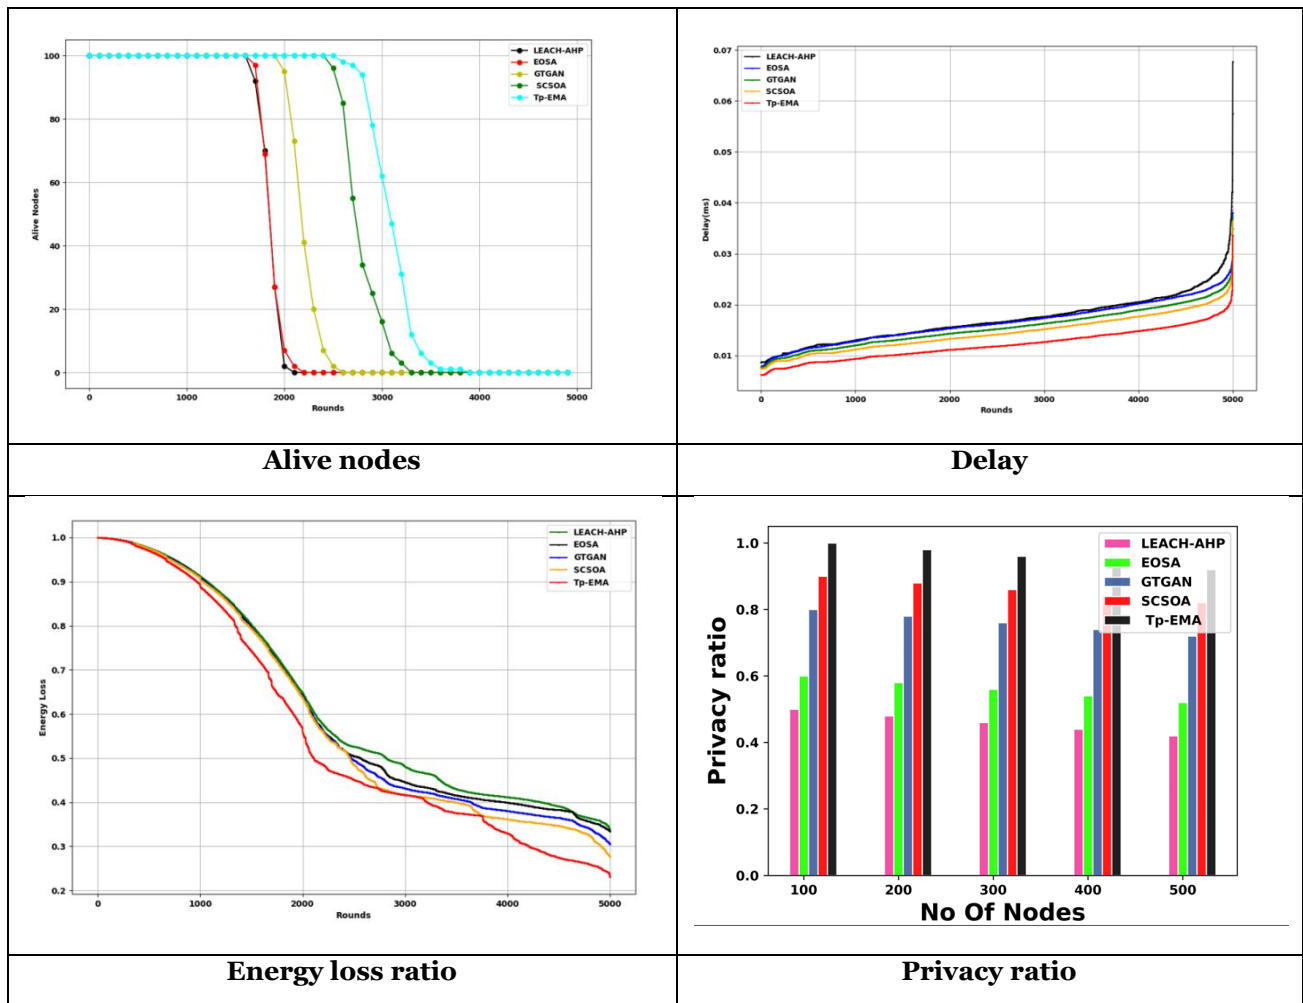 100
80
60
40
20
0
Alive Nodes
0 1000 2000 3000 4000 5000
Rounds
LEACH-AHP
EOSA
GTGAN
SCSOA
Tp-EMA
Alive nodes
0.07
0.06
0.05
0.04
0.03
0.02
0.01
Delay(ms)
0 1000 2000 3000 4000 5000
Rounds
LEACH-AHP
EOSA
GTGAN
SCSOA
Tp-EMA
Delay
1.0
0.9
0.8
0.7
0.6
0.5
0.4
0.3
0.2
Energy Loss
0 1000 2000 3000 4000 5000
Rounds
LEACH-AHP
EOSA
GTGAN
SCSOA
Tp-EMA
Energy loss ratio
1.0
0.8
0.6
0.4
0.2
0.0
Privacy ratio
100 200 300 400 500
No Of Nodes
LEACH-AHP
EOSA
GTGAN
SCSOA
Tp-EMA
Privacy ratio